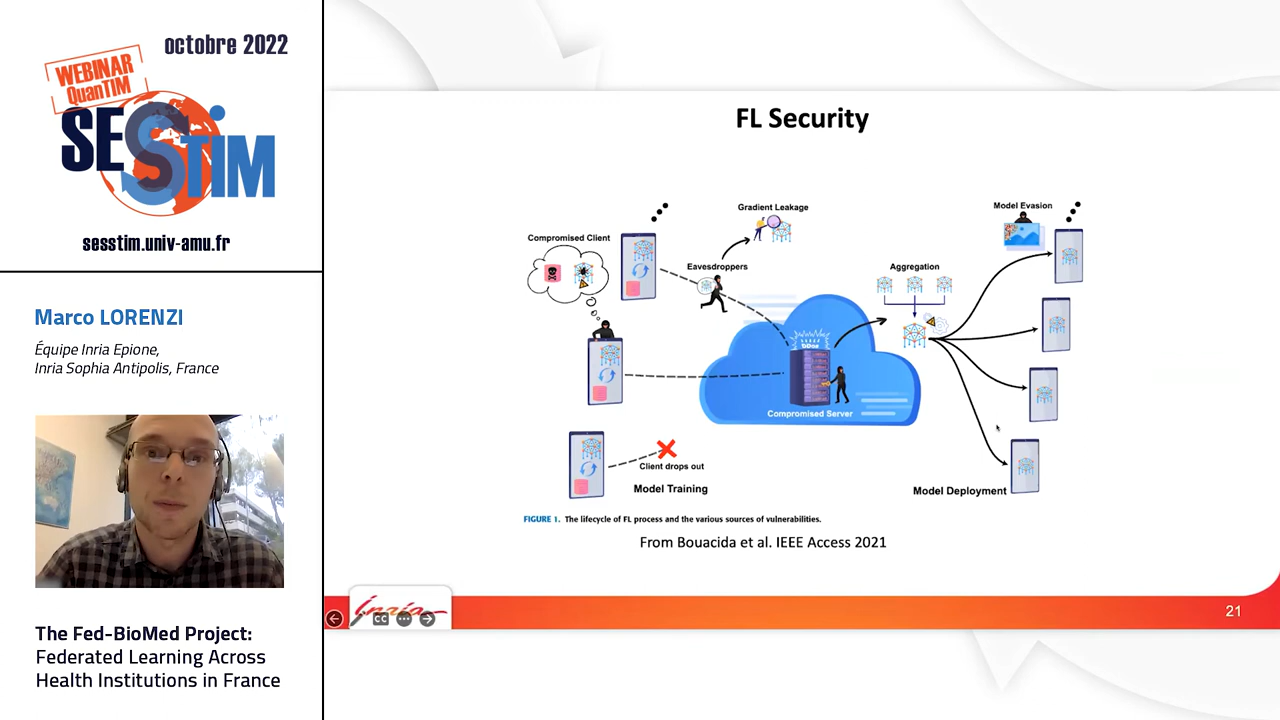 octobre 2022
WEBINAR
QuanTIM
SESSTIM
sesstim.univ-amu.fr
Marco LORENZI
Équipe Inria Epione,
Inria Sophia Antipolis, France
The Fed-BioMed Project:
Federated Learning Across
Health Institutions in France
FL Security
Gradient Leakage
Model Evasion
Compromised Client
Eavesdroppers
Aggregation
DDoS
Compromised Server
Client drops out
Model Training
Model Deployment
FIGURE 1. The lifecycle of FL process and the various sources of vulnerabilities.
From Bouacida et al. IEEE Access 2021
Inria
CC
21